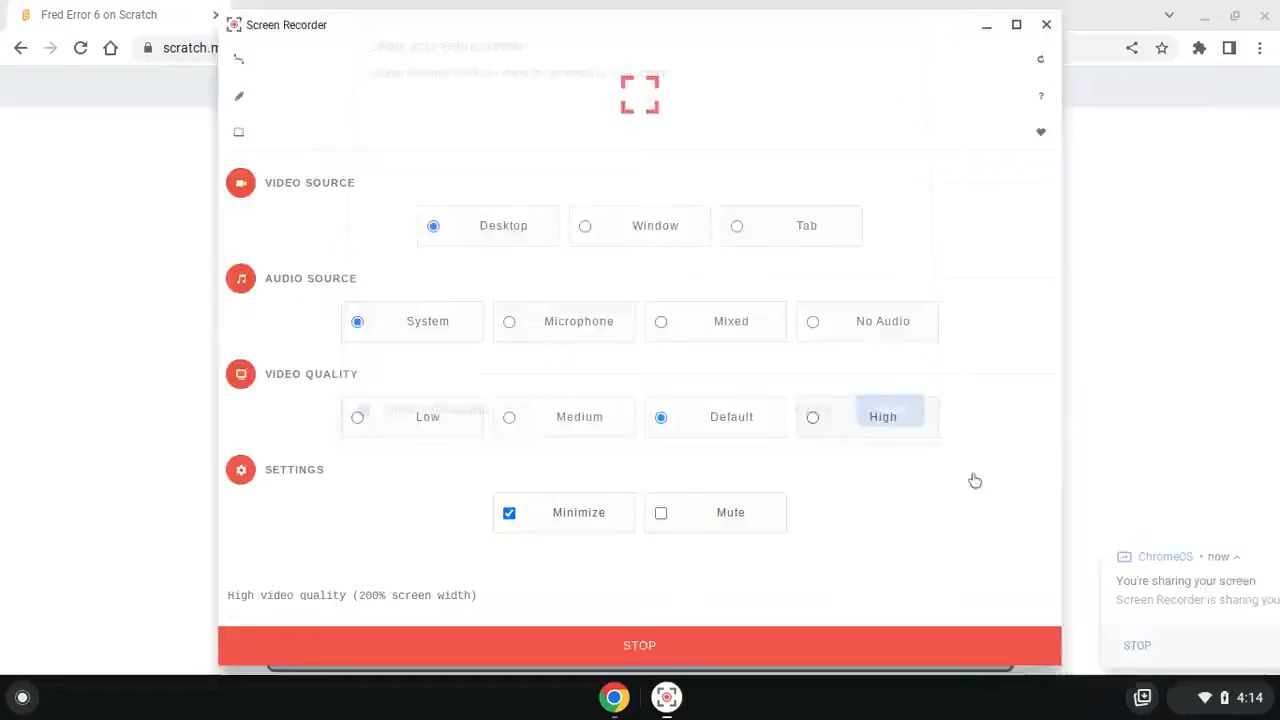 Fred Error 6 on Scratch
Screen Recorder
scratch.m
?
VIDEO SOURCE
Desktop
Window
Tab
AUDIO SOURCE
System
Microphone
Mixed
No Audio
VIDEO QUALITY
Low
Medium
Default
High
SETTINGS
Minimize
Mute
ChromeOS • now
You're sharing your screen
Screen Recorder is sharing you
STOP
High video quality (200% screen width)
STOP
4:14